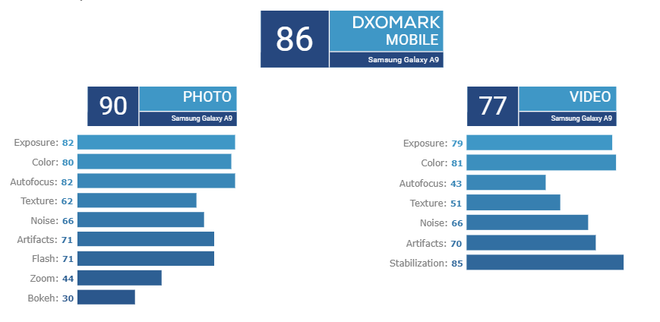 86
DXOMARK
MOBILE
Samsung Galaxy A9
90
PHOTO
Samsung Galaxy A9
Exposure: 82
Color: 80
Autofocus: 82
Texture: 62
Noise: 66
Artifacts: 71
Flash: 71
Zoom: 44
Bokeh: 30
77
VIDEO
Samsung Galaxy A9
Exposure: 79
Color: 81
Autofocus: 43
Texture: 51
Noise: 66
Artifacts: 70
Stabilization: 85